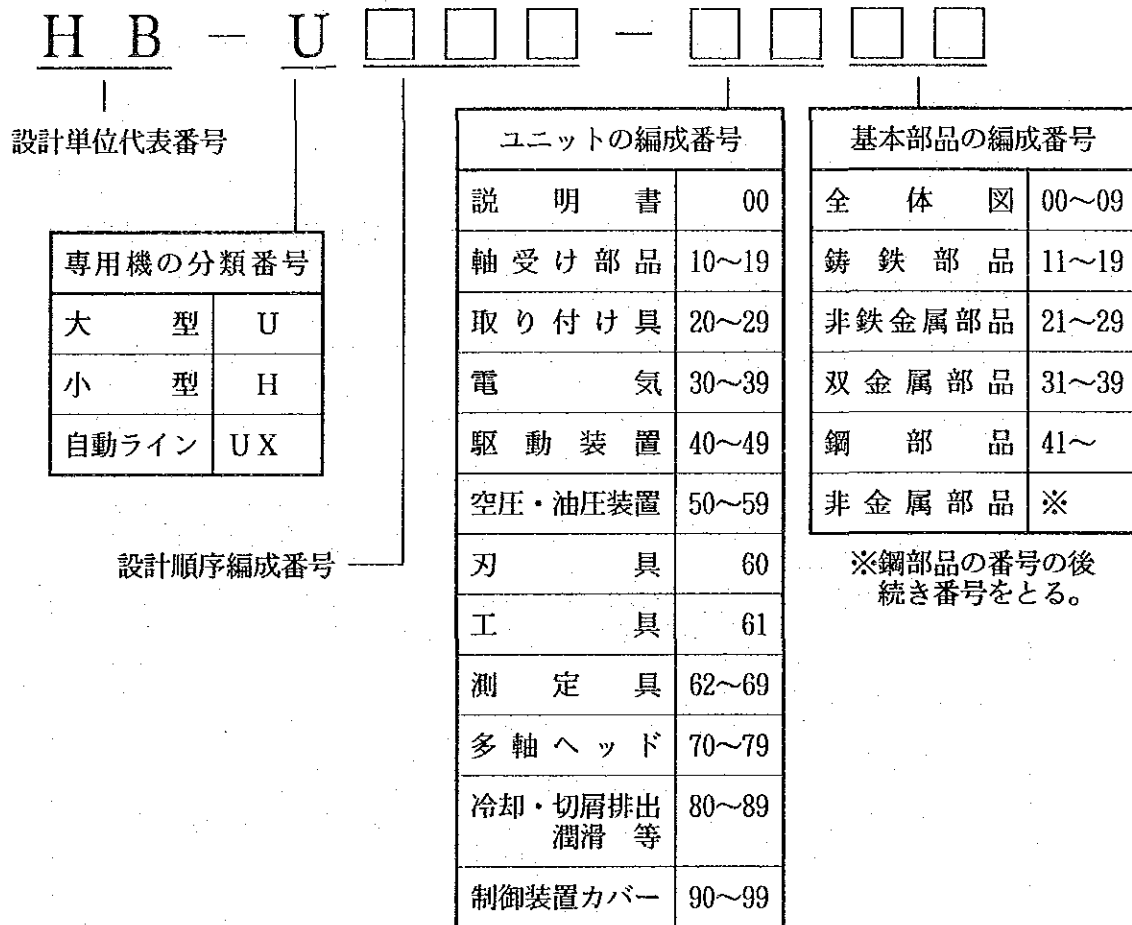 HB-U□□□-□□□□
設計単位代表番号
専用機の分類番号
大型 U
小型 H
自動ライン UX
設計順序編成番号
ユニットの編成番号
説明書 00
軸受け部品 10～19
取り付け具 20～29
電気 30～39
駆動装置 40～49
空圧・油圧装置 50～59
刃具 60
工具 61
測定具 62～69
多軸ヘッド 70～79
冷却・切屑排出 80～89
潤滑等
制御装置カバー 90～99
基本部品の編成番号
全体図 00～09
鋳鉄部品 11～19
非鉄金属部品 21～29
双金属部品 31～39
鋼部品 41～
非金属部品 ※
※鋼部品の番号の後
続き番号をとる。